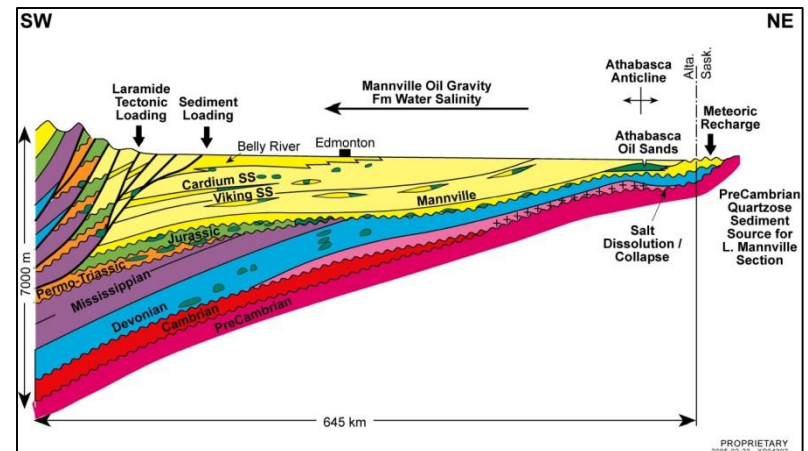 SW
NE
Laramide
Tectonic
Loading
Sediment
Loading
Mannville Oil Gravity
Fm Water Salinity
Athabasca
Anticline
Alta.
Sask.
Meteoric
Recharge
Belly River
Edmonton
Athabasca
Oil Sands
Cardium SS
Viking SS
Mannville
Jurassic
Permo-Triassic
Mississippian
Devonian
Cambrian
PreCambrian
Salt
Dissolution /
Collapse
PreCambrian
Quartzose
Sediment
Source for
L. Mannville
Section
7000 m
645 km
PROPRIETARY